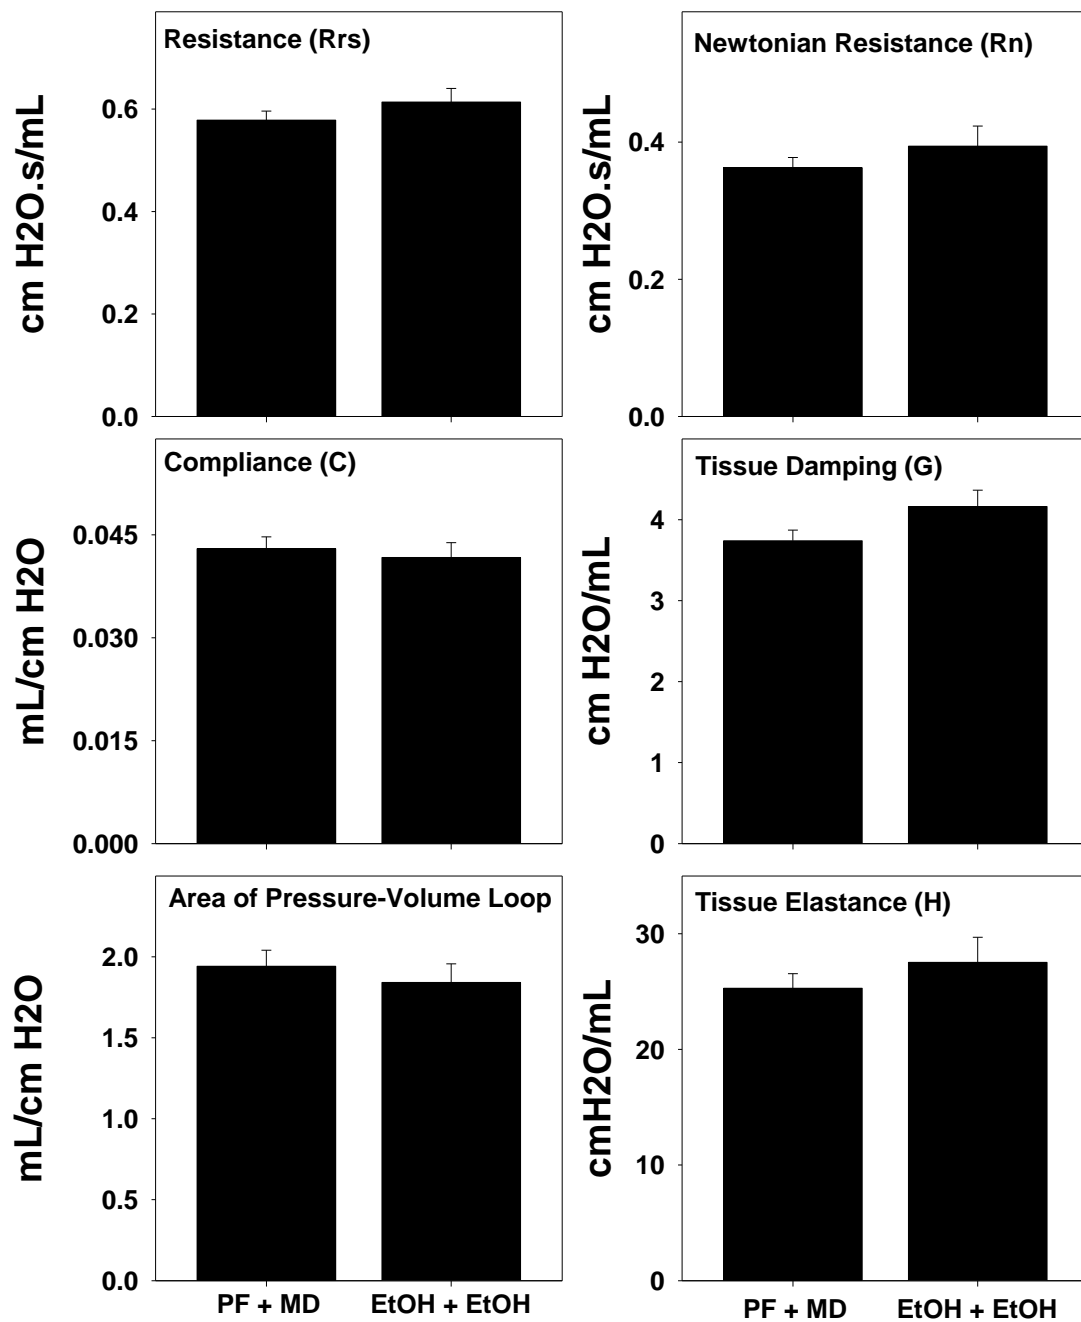 Resistance (Rrs)
cm H2O.s/mL
0.6
0.4
0.2
0.0
Newtonian Resistance (Rn)
cm H2O.s/mL
0.4
0.2
0.0
Compliance (C)
mL/cm H2O
0.045
0.030
0.015
0.000
Tissue Damping (G)
cm H2O/mL
4
3
2
1
0
Area of Pressure-Volume Loop
mL/cm H2O
2.0
1.5
1.0
0.5
0.0
PF + MD
EtOH + EtOH
Tissue Elastance (H)
cmH2O/mL
30
20
10
0
PF + MD
EtOH + EtOH